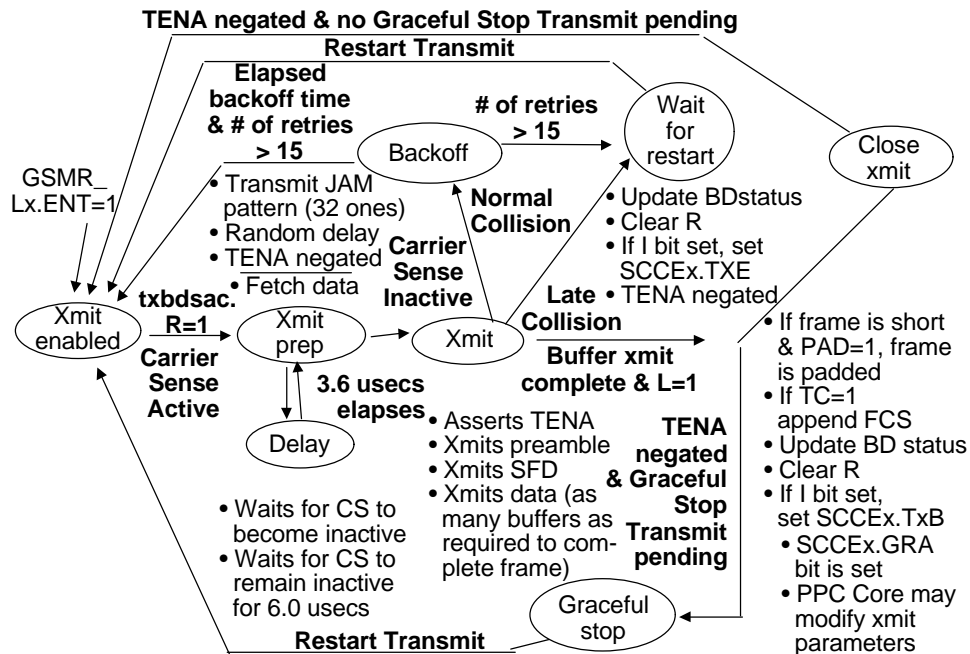 TENA negated & no Graceful Stop Transmit pending
Restart Transmit
Elapsed
backoff time
& # of retries
> 15
# of retries
> 15
Wait
for
restart
Backoff
Close
xmit
GSMR_
Lx.ENT=1
• Transmit JAM
pattern (32 ones)
• Random delay
• TENA negated
• Fetch data
Normal
Collision
• Update BDstatus
• Clear R
• If I bit set, set
SCCEx.TXE
• TENA negated
Carrier
Sense
Inactive
Xmit
enabled
txbdsac.
R=1
Carrier
Sense
Active
Xmit
prep
Xmit
Late
Collision
Buffer xmit
complete & L=1
3.6 usecs
elapses
Delay
• If frame is short
& PAD=1, frame
is padded
• If TC=1
append FCS
• Update BD status
• Clear R
• If I bit set,
set SCCEx.TxB
• SCCEx.GRA
bit is set
• PPC Core may
modify xmit
parameters
• Asserts TENA
• Xmits preamble
• Xmits SFD
• Xmits data (as
many buffers as
required to com-
plete frame)
TENA
negated
& Graceful
Stop
Transmit
pending
• Waits for CS to
become inactive
• Waits for CS to
remain inactive
for 6.0 usecs
Graceful
stop
Restart Transmit